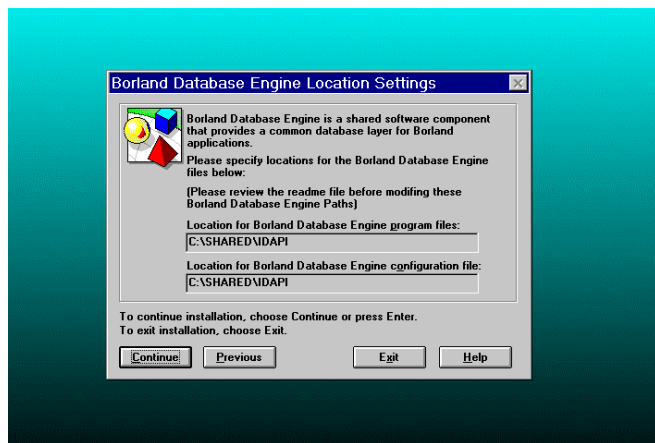 Borland Database Engine Location Settings
Borland Database Engine is a shared software component
that provides a common database layer for Borland
applications.
Please specify locations for the Borland Database Engine
files below:
(Please review the readme file before modifing these
Borland Database Engine Paths)
Location for Borland Database Engine program files:
C:\SHARED\IDAPI
Location for Borland Database Engine configuration file:
C:\SHARED\IDAPI
To continue installation, choose Continue or press Enter.
To exit installation, choose Exit.
Continue Previous Exit Help